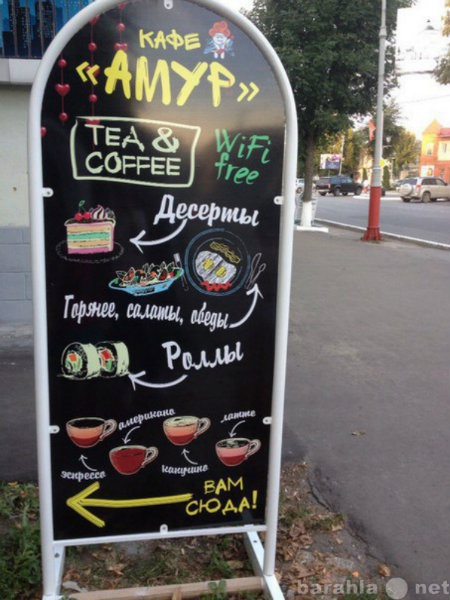 КАФЕ
«АМУР»
TEA &
COFFEE
WiFi
free
Десерты
Горячее, салаты, обеды
Роллы
американо
латте
эспрессо
капучино
ВАМ
СЮДА!
barahla net